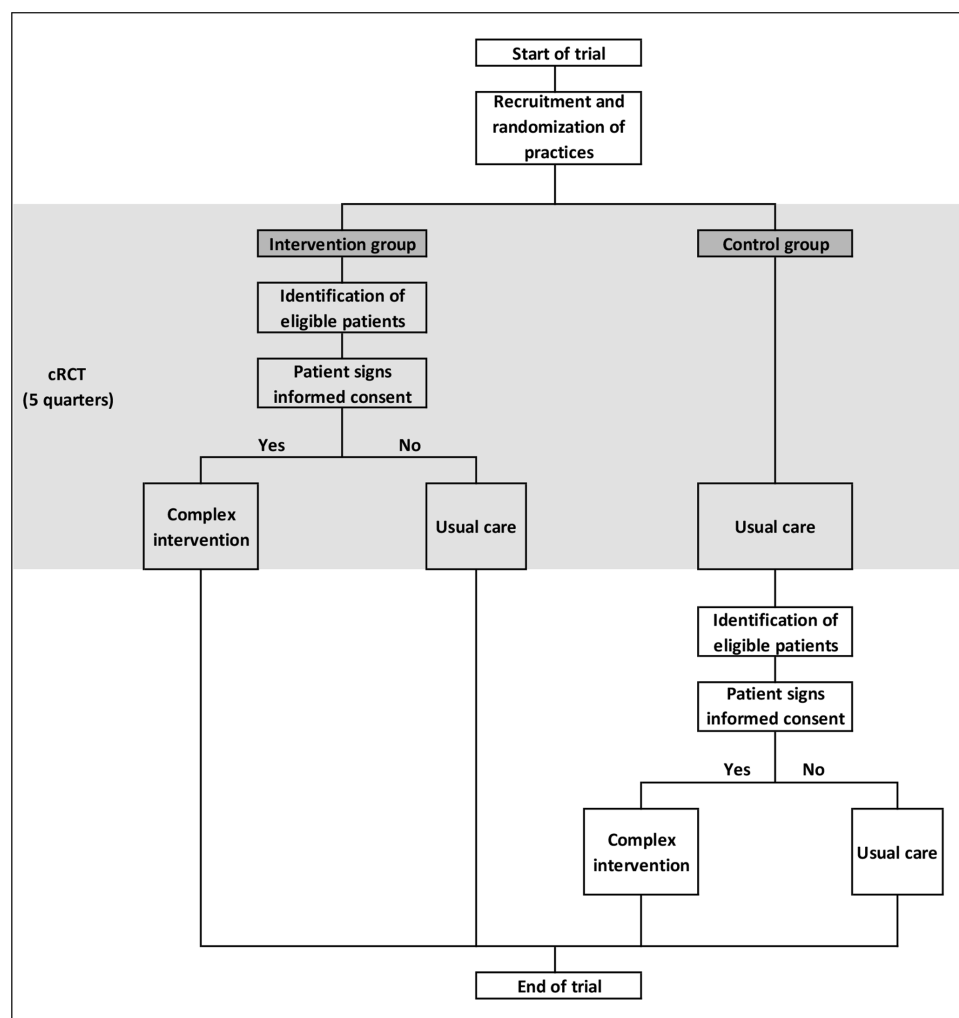 Start of trial
Recruitment and
randomization of
practices
Intervention group
Control group
Identification of
eligible patients
Patient signs
informed consent
cRCT
(5 quarters)
Yes
No
Complex
intervention
Usual care
Usual care
Identification of
eligible patients
Patient signs
informed consent
Yes
No
Complex
intervention
Usual care
End of trial